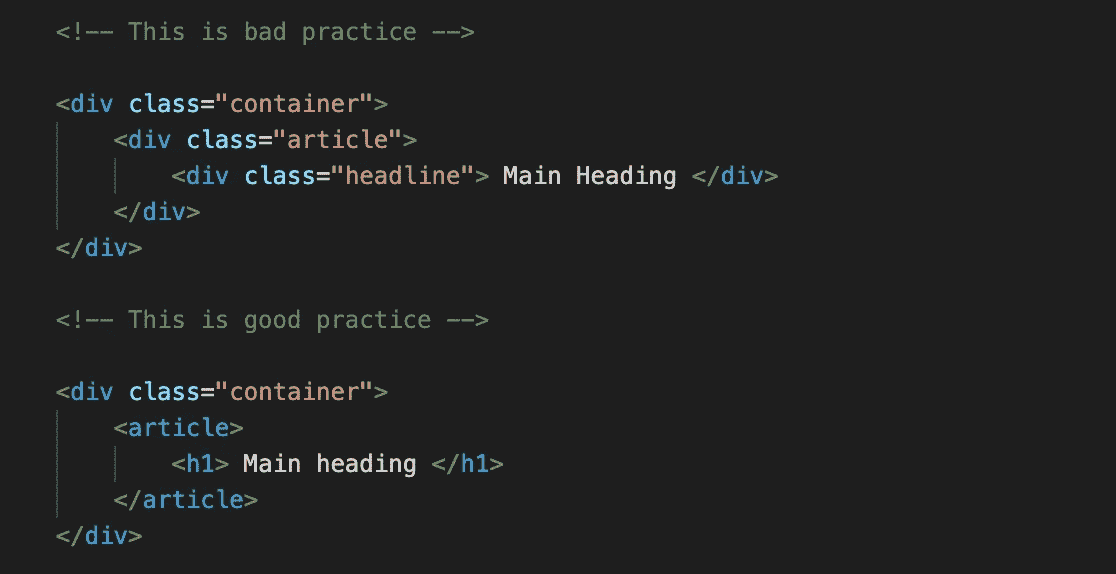 <!-- This is bad practice -->
<div class="container">
<div class="article">
<div class="headline"> Main Heading </div>
</div>
</div>
<!-- This is good practice -->
<div class="container">
<article>
<h1> Main heading </h1>
</article>
</div>